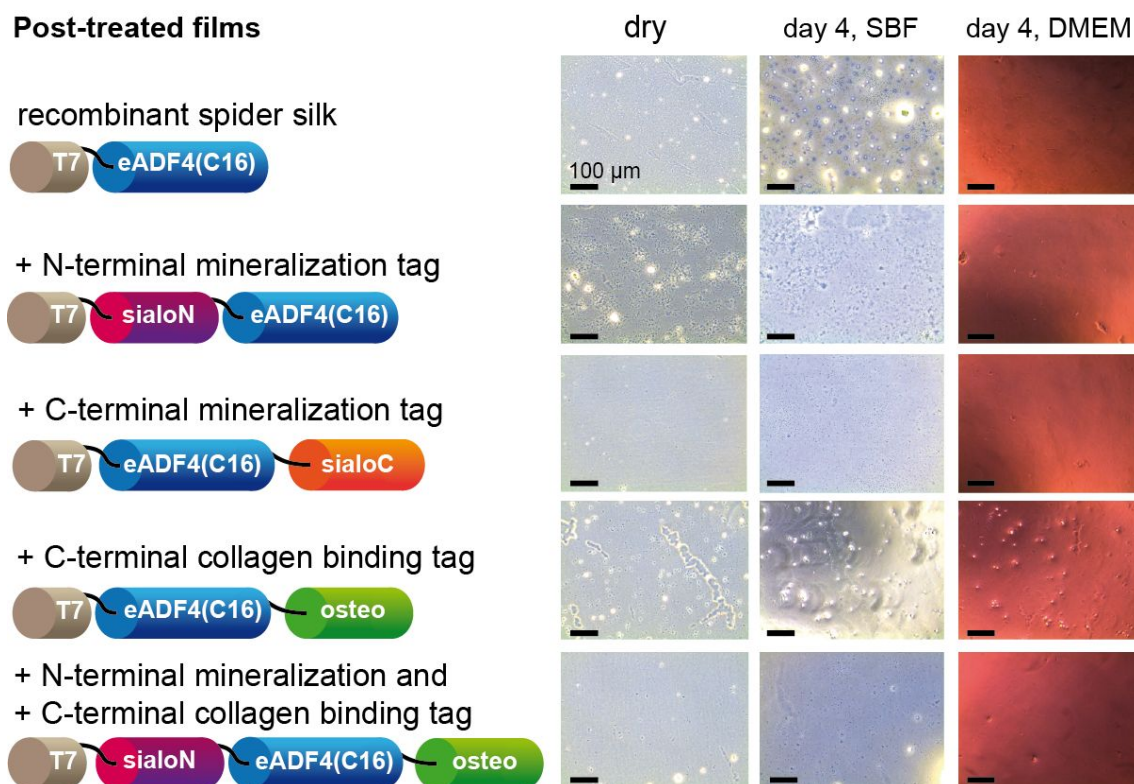 Post-treated films
dry
day 4, SBF
day 4, DMEM
recombinant spider silk
T7 eADF4(C16)
100 µm
+ N-terminal mineralization tag
T7 sialoN eADF4(C16)
+ C-terminal mineralization tag
T7 eADF4(C16) sialoC
+ C-terminal collagen binding tag
T7 eADF4(C16) osteo
+ N-terminal mineralization and
+ C-terminal collagen binding tag
T7 sialoN eADF4(C16) osteo